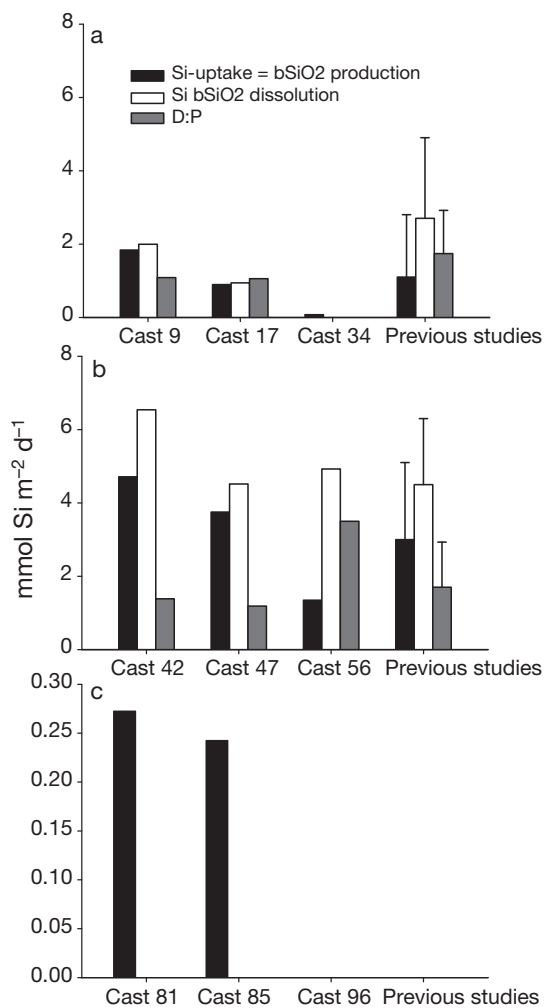 8
a
Si-uptake = bSiO2 production
Si bSiO2 dissolution
D:P
6
4
2
0
Cast 9 Cast 17 Cast 34 Previous studies
8
b
6
4
2
0
Cast 42 Cast 47 Cast 56 Previous studies
mmol Si m⁻² d⁻¹
0.30
c
0.25
0.20
0.15
0.10
0.05
0.00
Cast 81 Cast 85 Cast 96 Previous studies